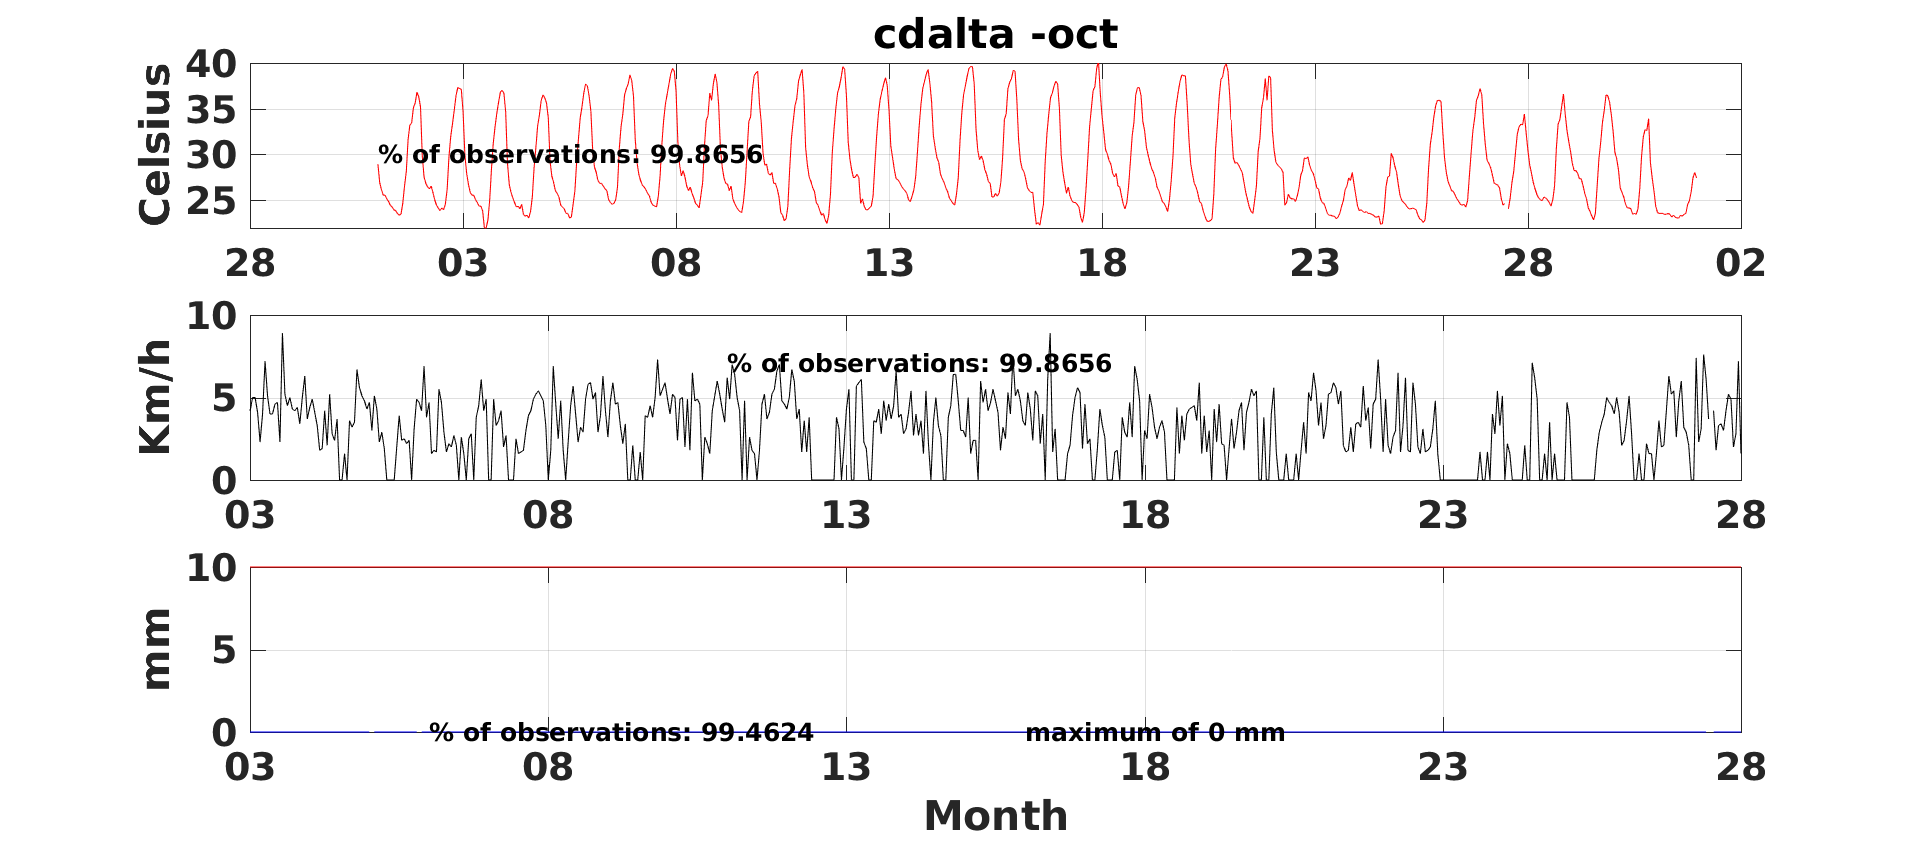 cdalta -oct
40
35
30
25
Celsius
% of observations: 99.8656
28 03 08 13 18 23 28 02
10
5
0
Km/h
% of observations: 99.8656
03 08 13 18 23 28
10
5
0
mm
% of observations: 99.4624 maximum of 0 mm
03 08 13 18 23 28
Month